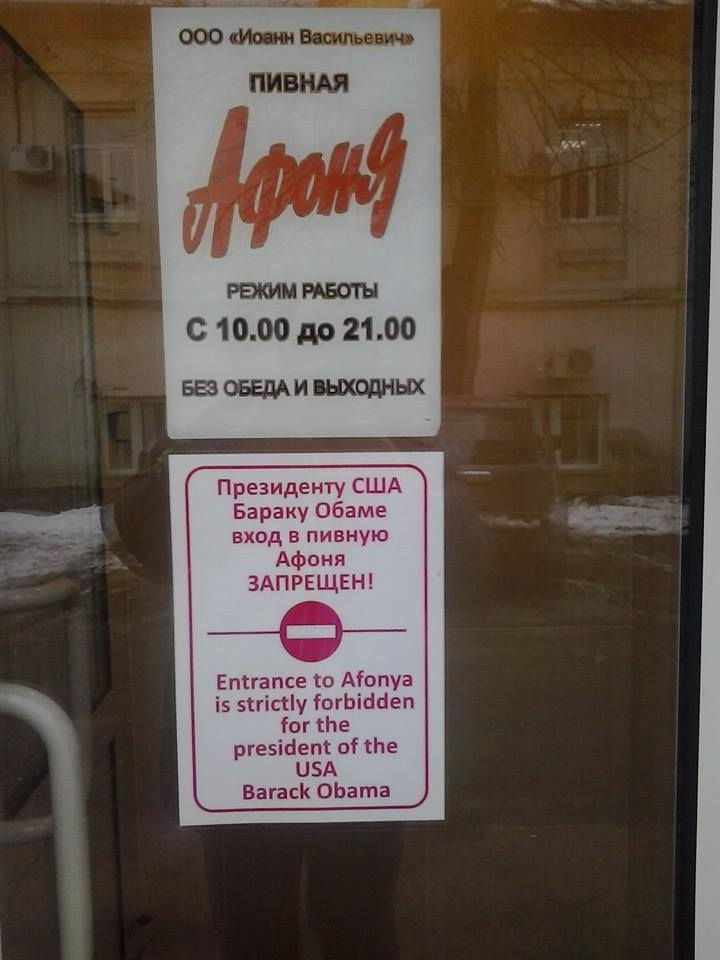 ООО «Иоанн Васильевич»
ПИВНАЯ
Афоня
РЕЖИМ РАБОТЫ
С 10.00 до 21.00
БЕЗ ОБЕДА И ВЫХОДНЫХ
Президенту США
Бараку Обаме
вход в пивную
Афоня
ЗАПРЕЩЕН!
Entrance to Afonya
is strictly forbidden
for the
president of the
USA
Barack Obama